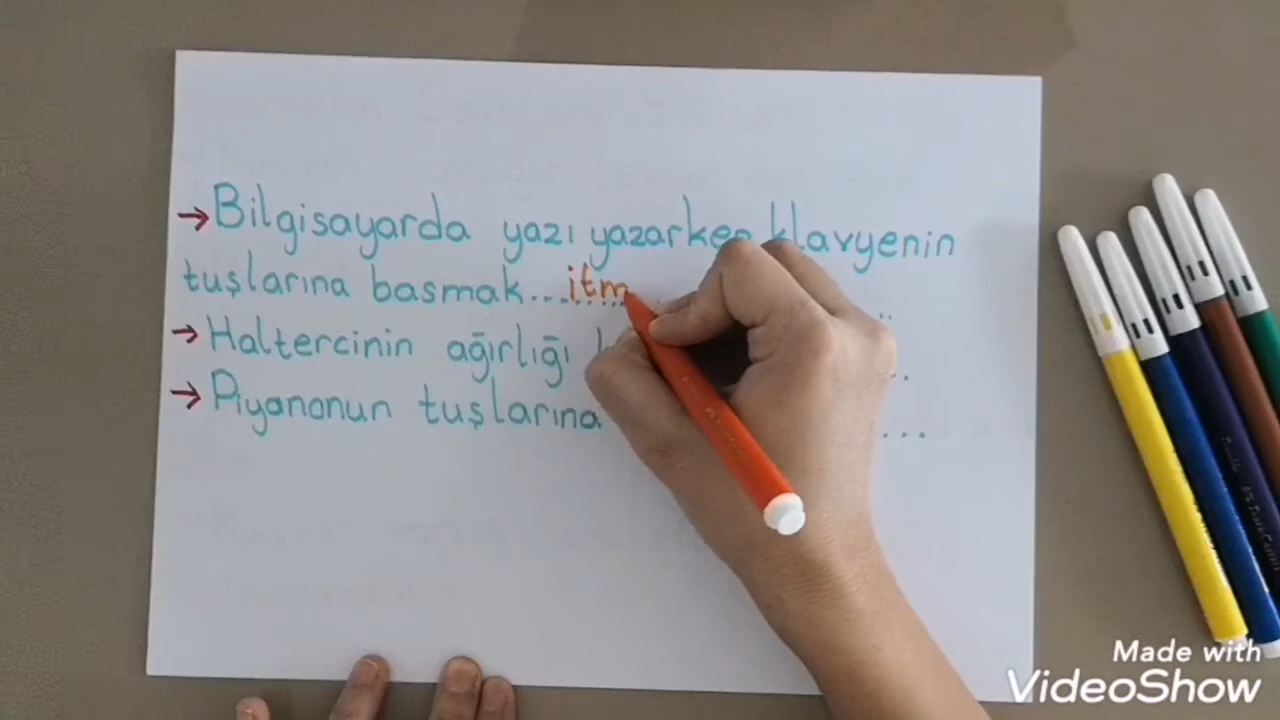 → Bilgisayarda yazı yazarken klavyenin
tuşlarına basmak......itm
→ Haltercinin ağırlığı
→ Piyanonun tuşlarına
Made with
VideoShow